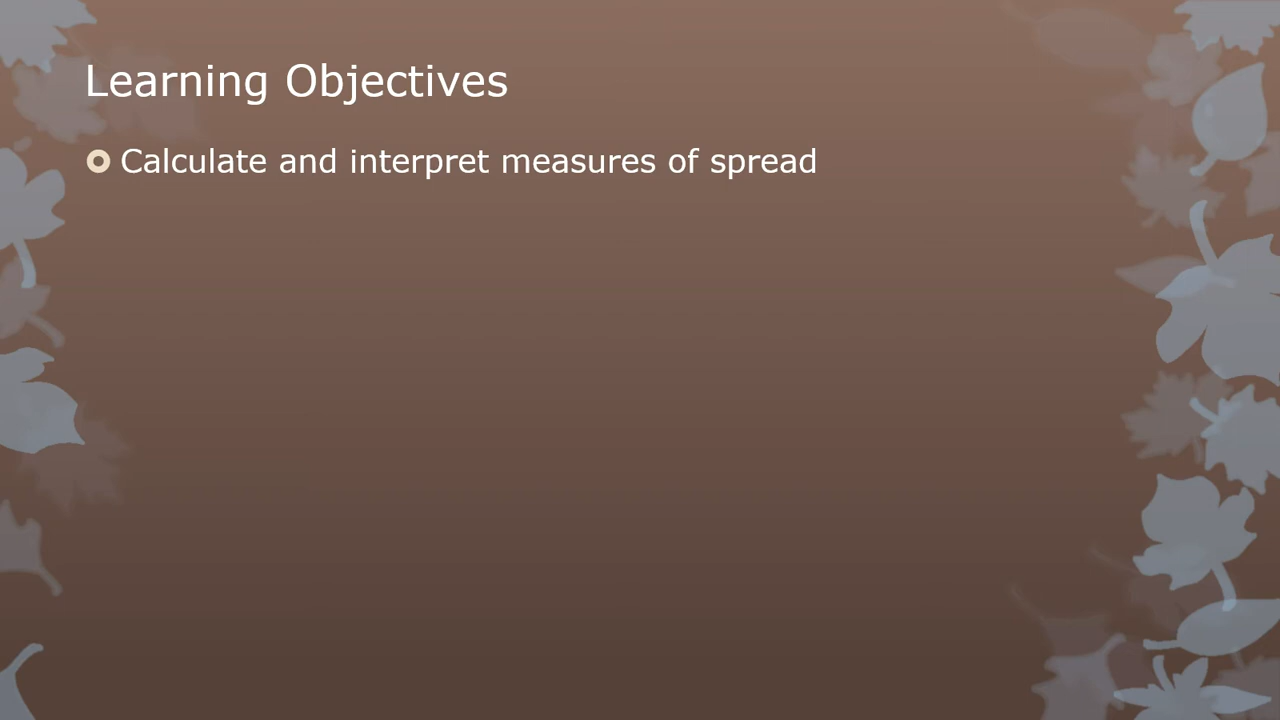 Learning Objectives
Calculate and interpret measures of spread